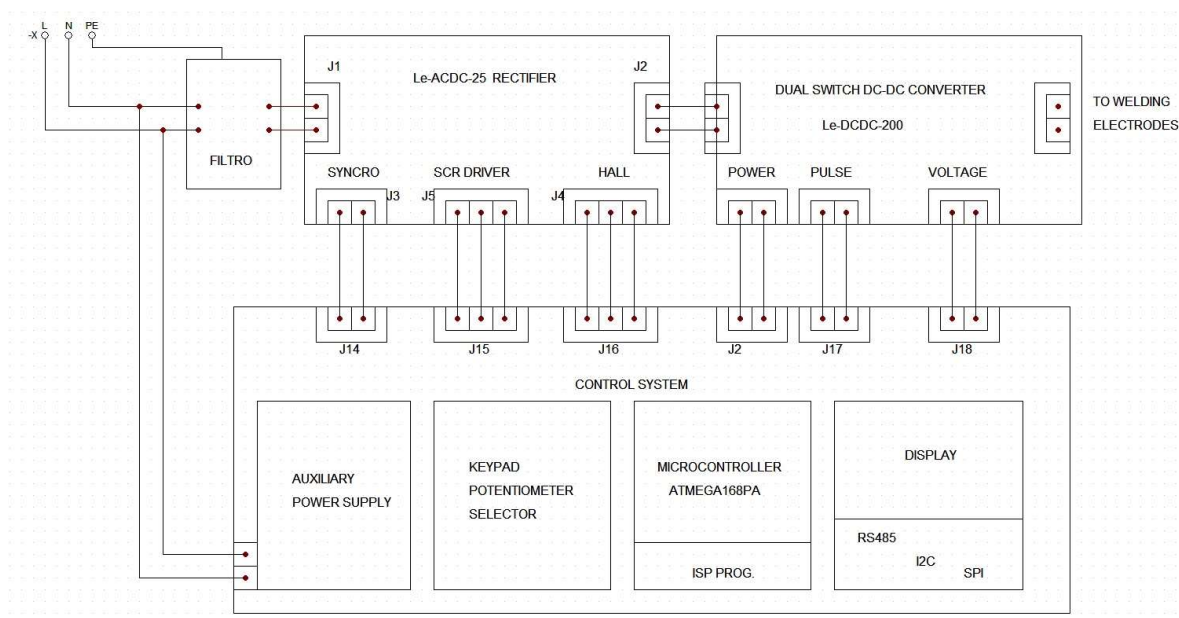 L N PE
-X
J1
Le-ACDC-25 RECTIFIER
J2
DUAL SWITCH DC-DC CONVERTER
Le-DCDC-200
TO WELDING
ELECTRODES
FILTRO
SYNCRO
SCR DRIVER
HALL
POWER
PULSE
VOLTAGE
J3
J5
J4
J14
J15
J16
J2
J17
J18
CONTROL SYSTEM
AUXILIARY
POWER SUPPLY
KEYPAD
POTENTIOMETER
SELECTOR
MICROCONTROLLER
ATMEGA168PA
ISP PROG.
DISPLAY
RS485
I2C
SPI